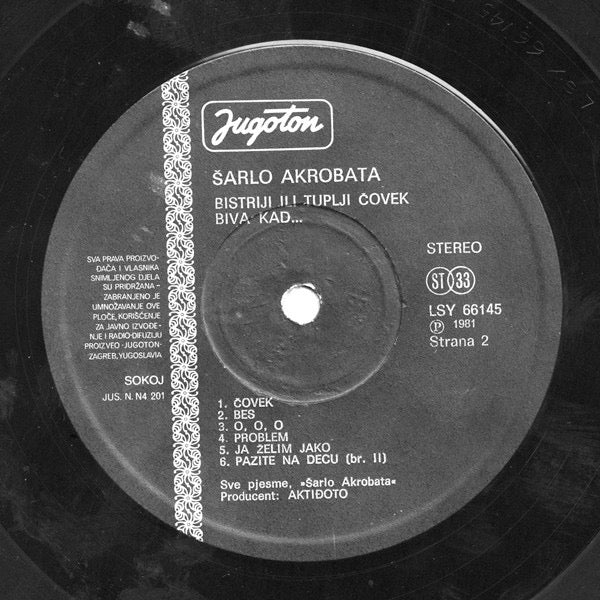 Jugoton
ŠARLO AKROBATA
BISTRIJI ILI TUPLJI ČOVEK
BIVA KAD...
SVA PRAVA PROIZVO-
ĐAČA I VLASNIKA
SNIMLJENOG DJELA
SU PRIDRŽANA –
ZABRANJENO JE
UMNOŽAVANJE OVE
PLOČE, KORIŠĆENJE
ZA JAVNO IZVOĐE-
NJE I RADIO-DIFUZIJU
PROIZVEO-JUGOTON-
ZAGREB, YUGOSLAVIA
SOKOJ
JUS. N. N4 201
STEREO
ST 33
LSY 66145
Ⓟ 1981
Strana 2
1. ČOVEK
2. BES
3. O, O, O
4. PROBLEM
5. JA ŽELIM JAKO
6. PAZITE NA DECU (br. II)
Sve pjesme, »Šarlo Akrobata«
Producent: AKTIĐOTO